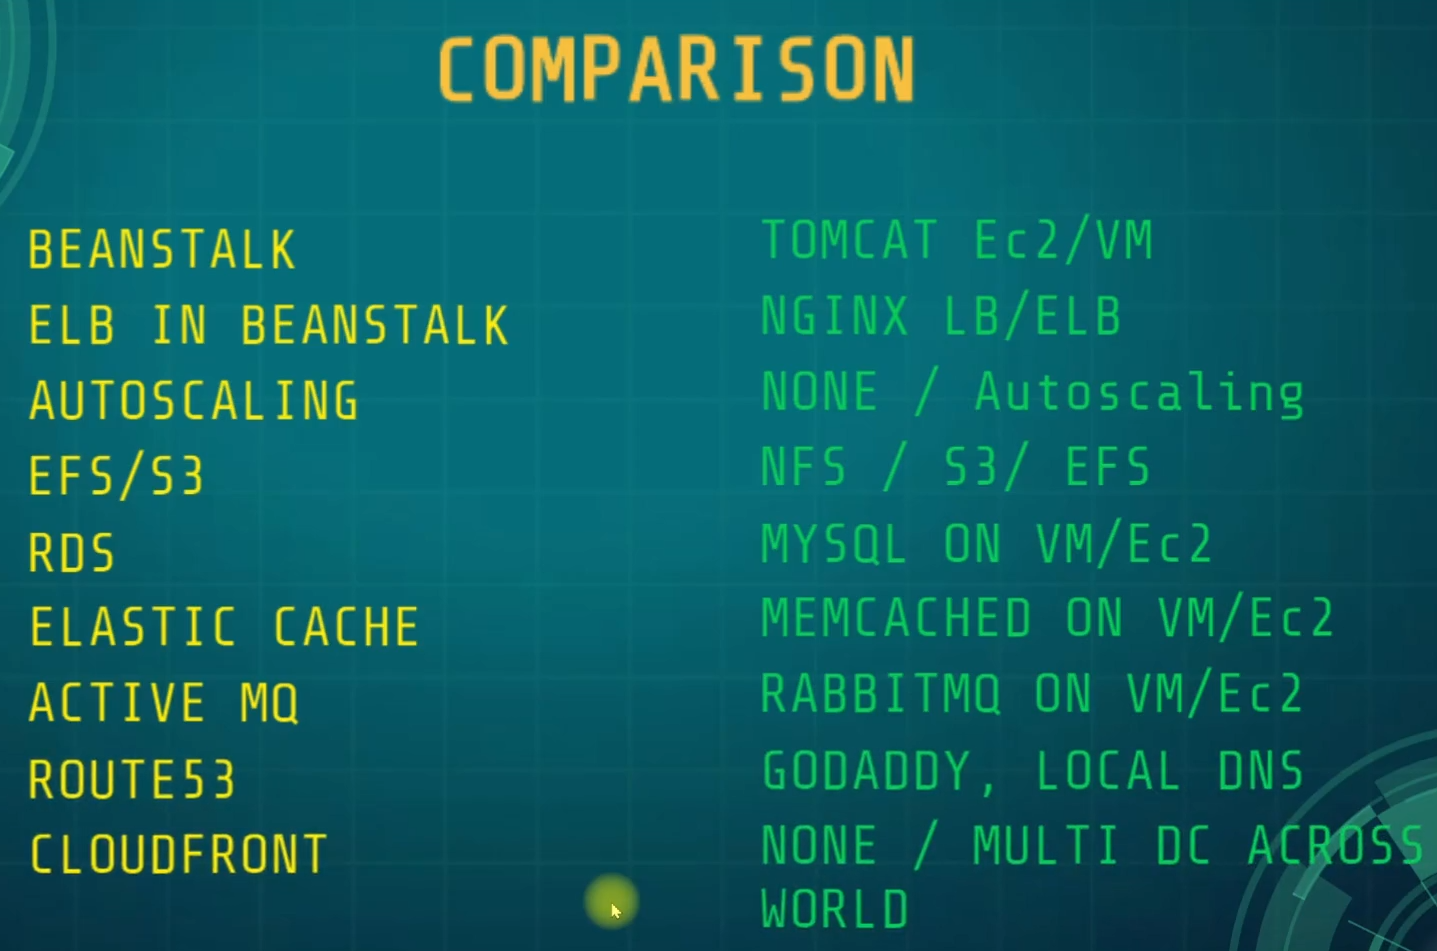 COMPARISON
BEANSTALK
ELB IN BEANSTALK
AUTOSCALING
EFS/S3
RDS
ELASTIC CACHE
ACTIVE MQ
ROUTE53
CLOUDFRONT
TOMCAT Ec2/VM
NGINX LB/ELB
NONE / Autoscaling
NFS / S3/ EFS
MYSQL ON VM/Ec2
MEMCACHED ON VM/Ec2
RABBITMQ ON VM/Ec2
GODADDY, LOCAL DNS
NONE / MULTI DC ACROSS
WORLD